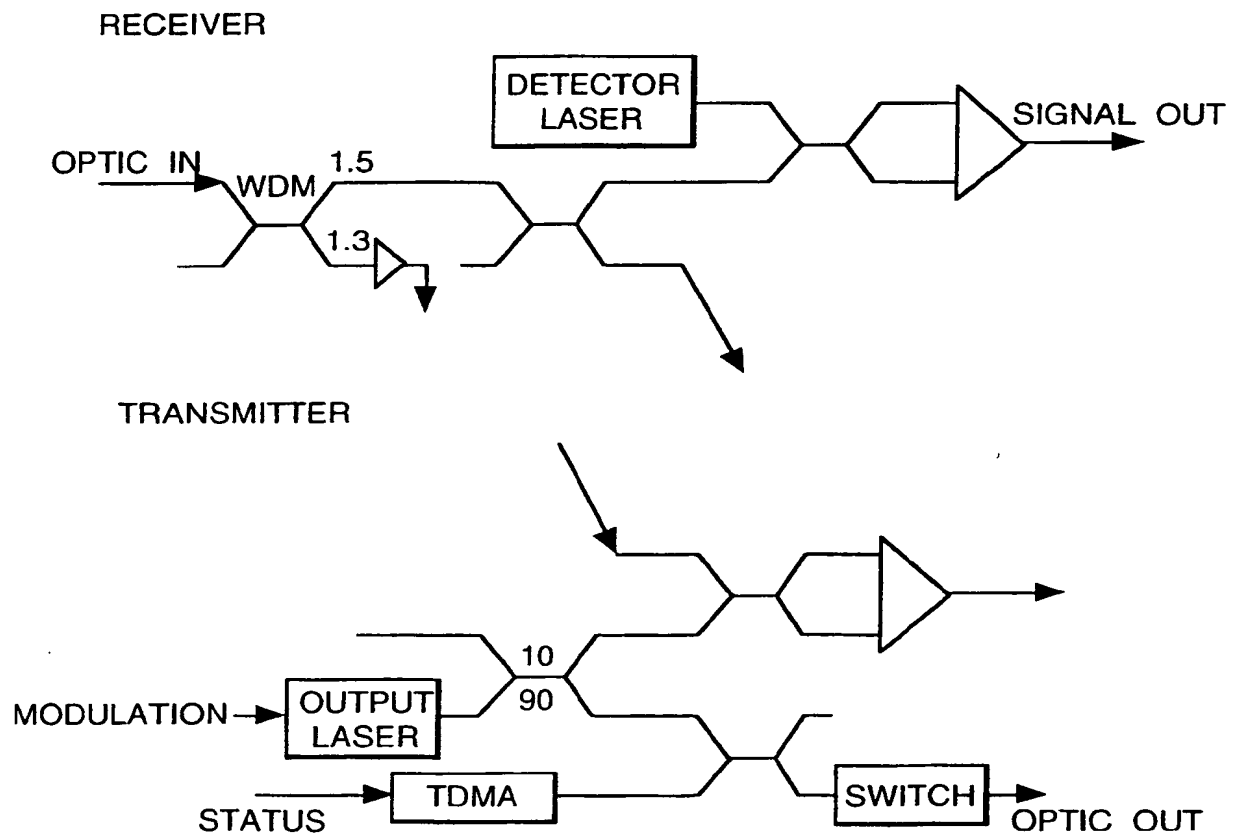 RECEIVER
DETECTOR
LASER
SIGNAL OUT
OPTIC IN
WDM
1.5
1.3
TRANSMITTER
10
90
MODULATION
OUTPUT
LASER
STATUS
TDMA
SWITCH
OPTIC OUT